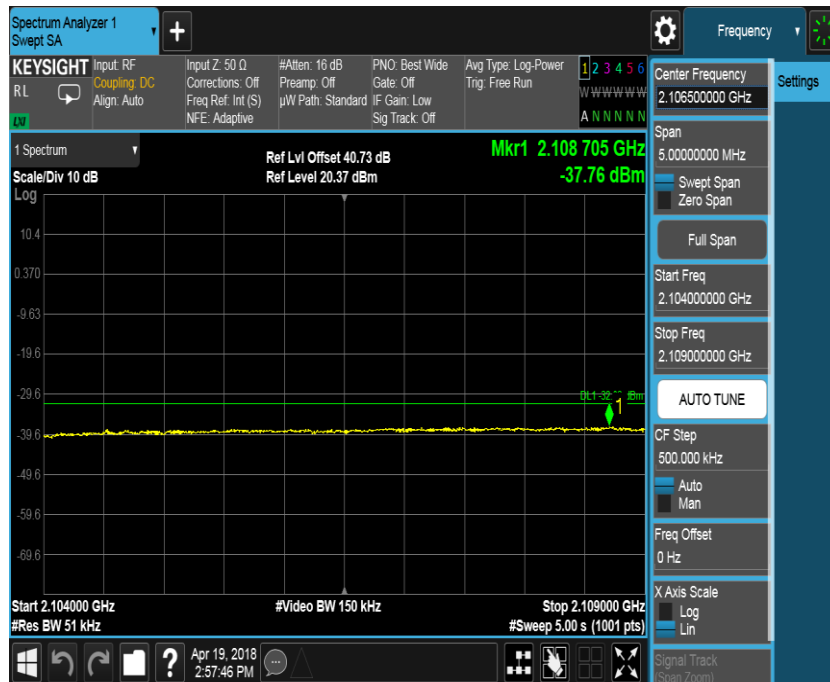 Spectrum Analyzer 1
Swept SA
+
Frequency
KEYSIGHT
RL
LXI
Input: RF
Coupling: DC
Align: Auto
Input Z: 50 Ω
Corrections: Off
Freq Ref: Int (S)
NFE: Adaptive
#Atten: 16 dB
Preamp: Off
µW Path: Standard
PNO: Best Wide
Gate: Off
IF Gain: Low
Sig Track: Off
Avg Type: Log-Power
Trig: Free Run
1 2 3 4 5 6
W W W W W W
A N N N N N
1 Spectrum
Scale/Div 10 dB
Ref Lvl Offset 40.73 dB
Ref Level 20.37 dBm
Mkr1 2.108 705 GHz
-37.76 dBm
Log
10.4
0.370
-9.63
-19.6
-29.6
-39.6
-49.6
-59.6
-69.6
1
Start 2.104000 GHz
#Video BW 150 kHz
Stop 2.109000 GHz
#Res BW 51 kHz
#Sweep 5.00 s (1001 pts)
?
Apr 19, 2018
2:57:46 PM
Center Frequency
2.106500000 GHz
Settings
Span
5.00000000 MHz
Swept Span
Zero Span
Full Span
Start Freq
2.104000000 GHz
Stop Freq
2.109000000 GHz
AUTO TUNE
CF Step
500.000 kHz
Auto
Man
Freq Offset
0 Hz
X Axis Scale
Log
Lin
Signal Track
(Span Zoom)